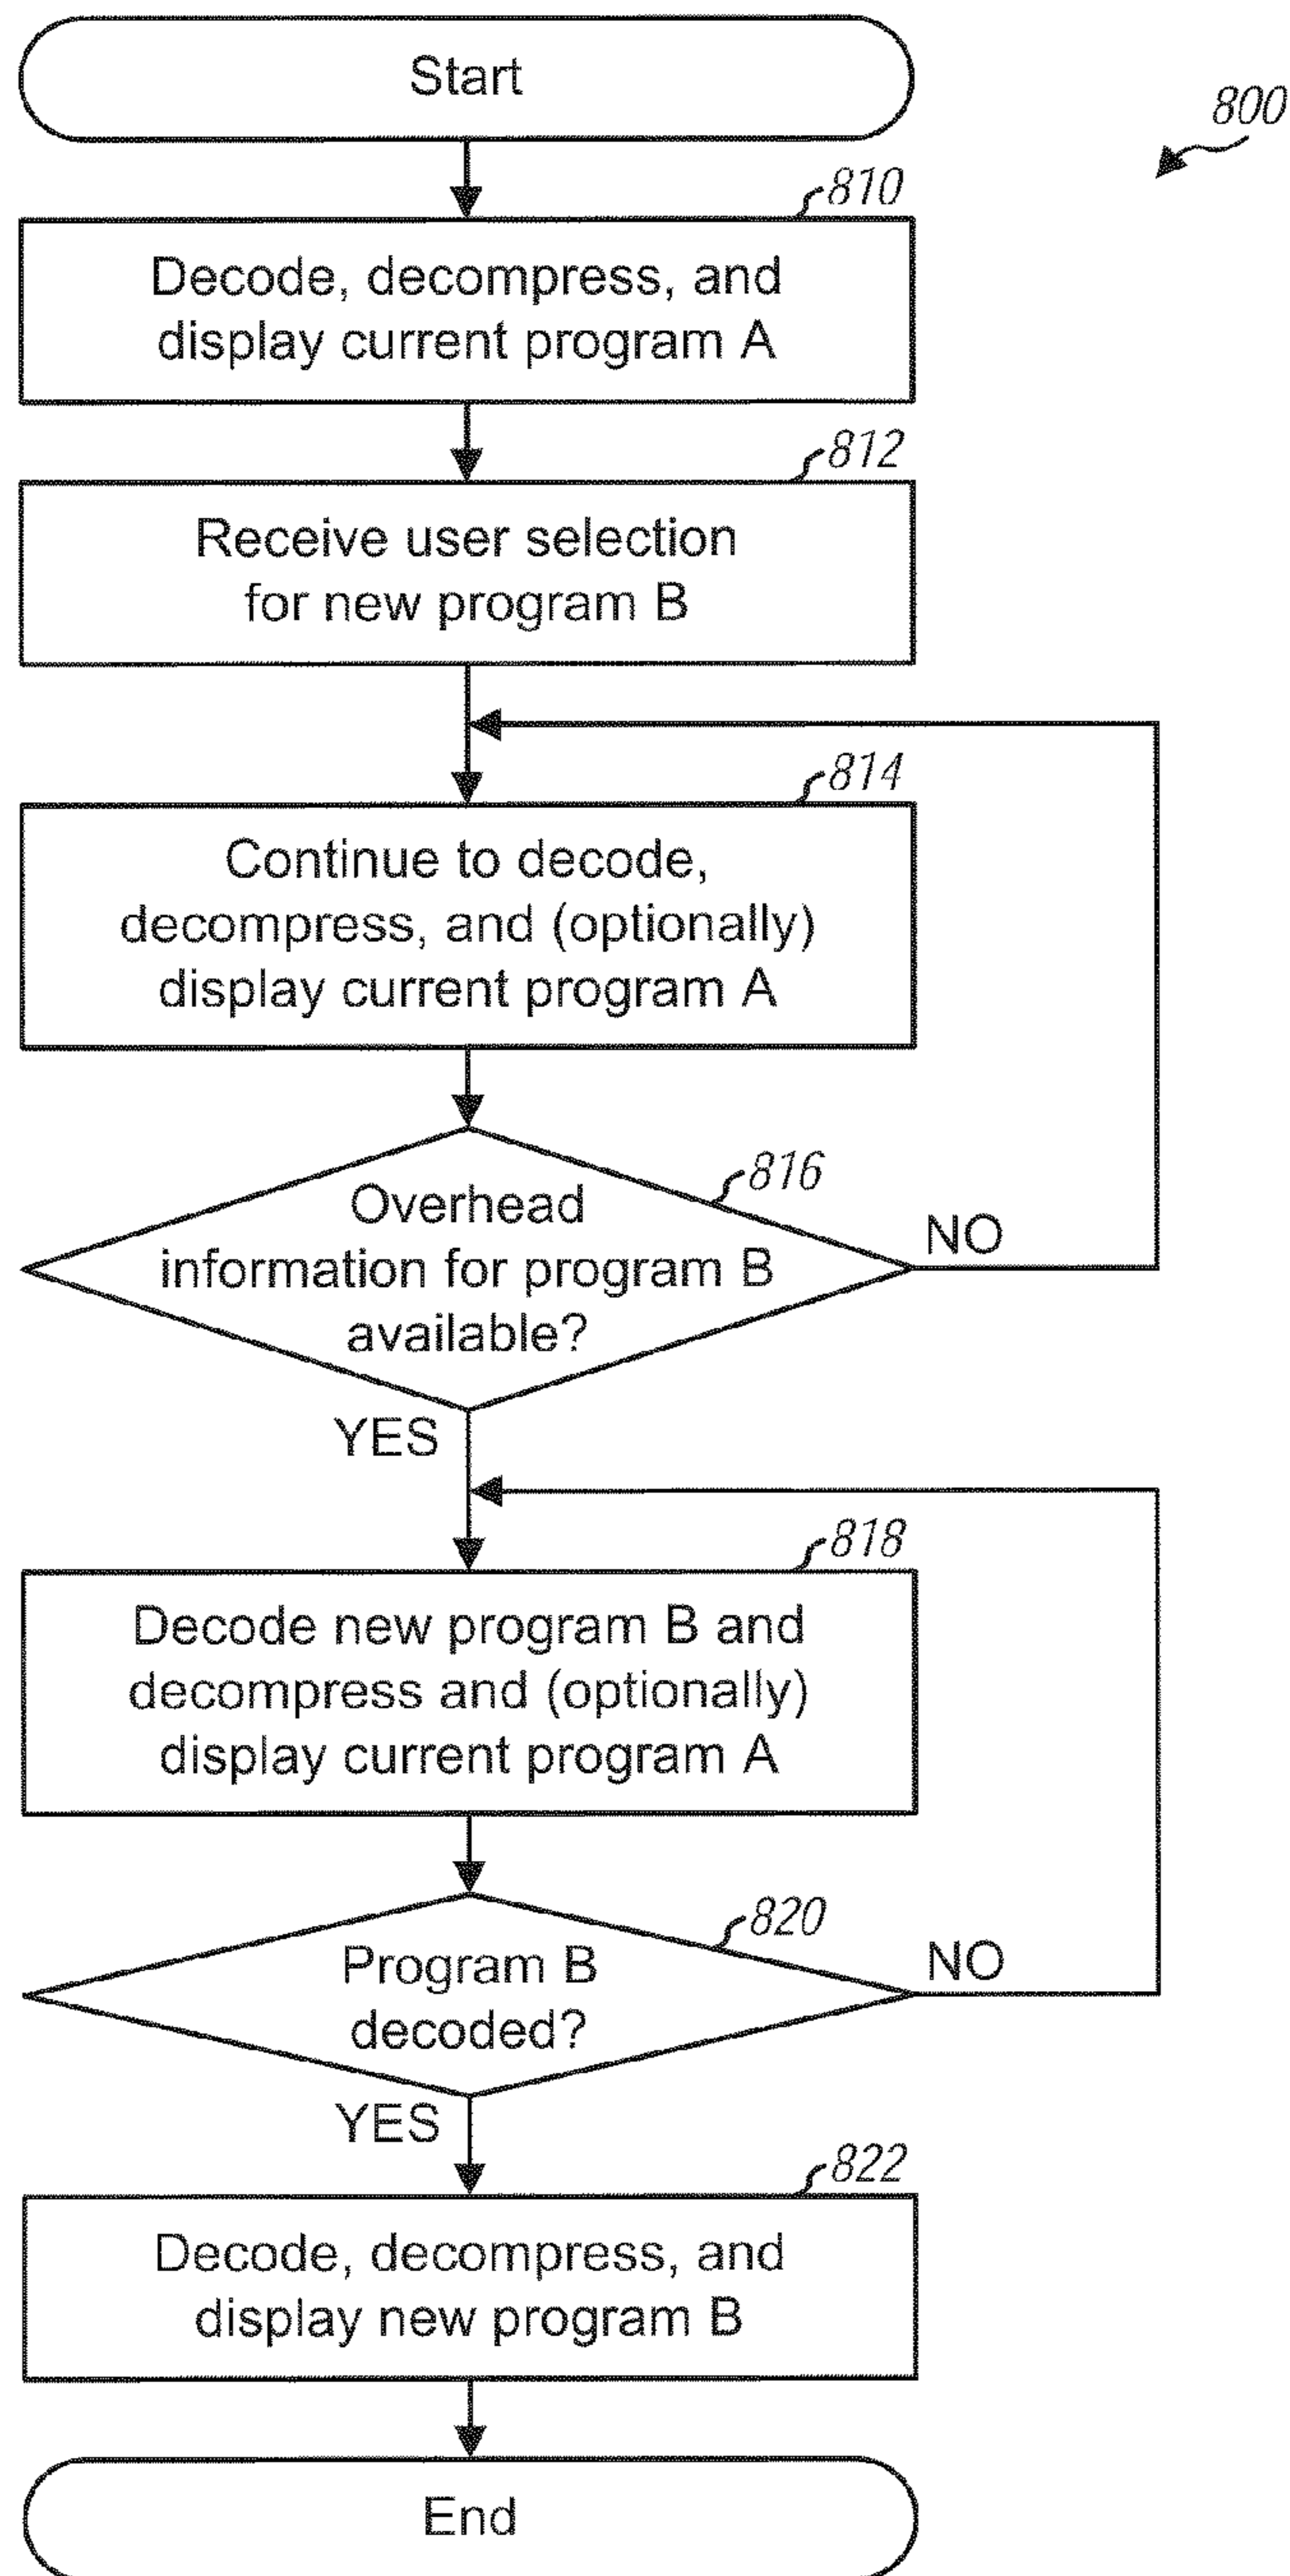 Start
800
810
Decode, decompress, and
display current program A
812
Receive user selection
for new program B
814
Continue to decode,
decompress, and (optionally)
display current program A
816
Overhead
information for program B
available?
NO
YES
818
Decode new program B and
decompress and (optionally)
display current program A
820
Program B
decoded?
NO
YES
822
Decode, decompress, and
display new program B
End